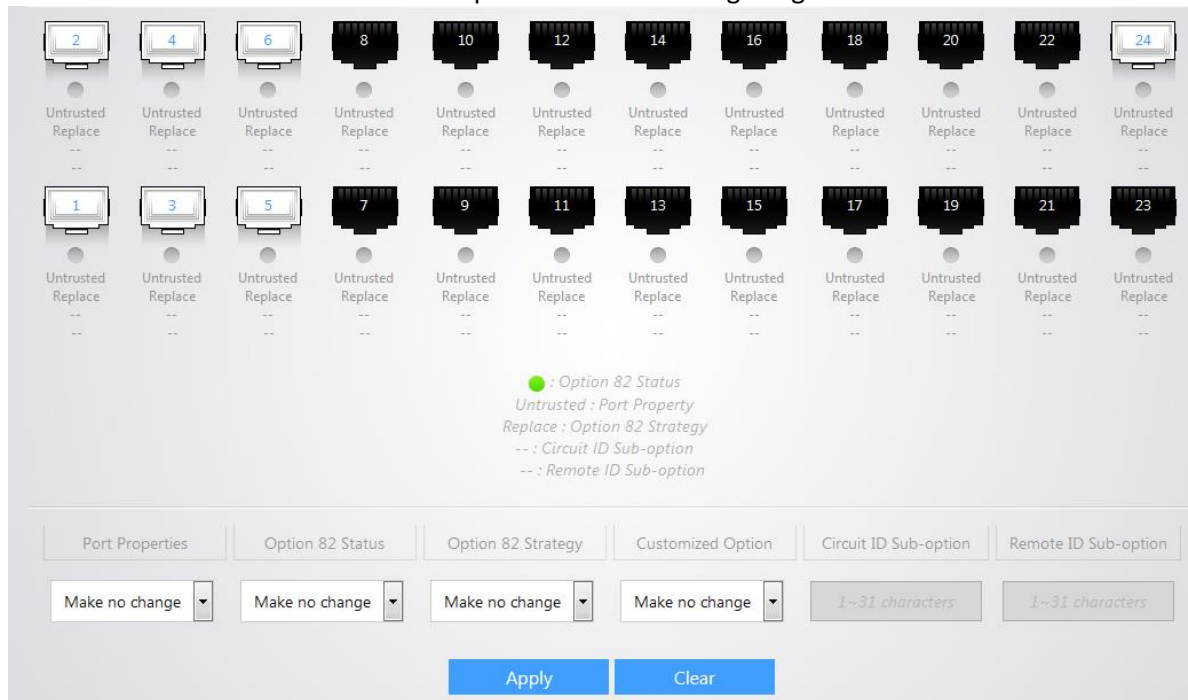 2 4 6 8 10 12 14 16 18 20 22 24
Untrusted Untrusted Untrusted Untrusted Untrusted Untrusted Untrusted Untrusted Untrusted Untrusted Untrusted Untrusted
Replace Replace Replace Replace Replace Replace Replace Replace Replace Replace Replace Replace
-- -- -- -- -- -- -- -- -- -- -- --
-- -- -- -- -- -- -- -- -- -- -- --
1 3 5 7 9 11 13 15 17 19 21 23
Untrusted Untrusted Untrusted Untrusted Untrusted Untrusted Untrusted Untrusted Untrusted Untrusted Untrusted Untrusted
Replace Replace Replace Replace Replace Replace Replace Replace Replace Replace Replace Replace
-- -- -- -- -- -- -- -- -- -- -- --
-- -- -- -- -- -- -- -- -- -- -- --
: Option 82 Status
Untrusted : Port Property
Replace : Option 82 Strategy
-- : Circuit ID Sub-option
-- : Remote ID Sub-option
Port Properties Option 82 Status Option 82 Strategy Customized Option Circuit ID Sub-option Remote ID Sub-option
Make no change Make no change Make no change Make no change 1~31 characters 1~31 characters
Apply Clear